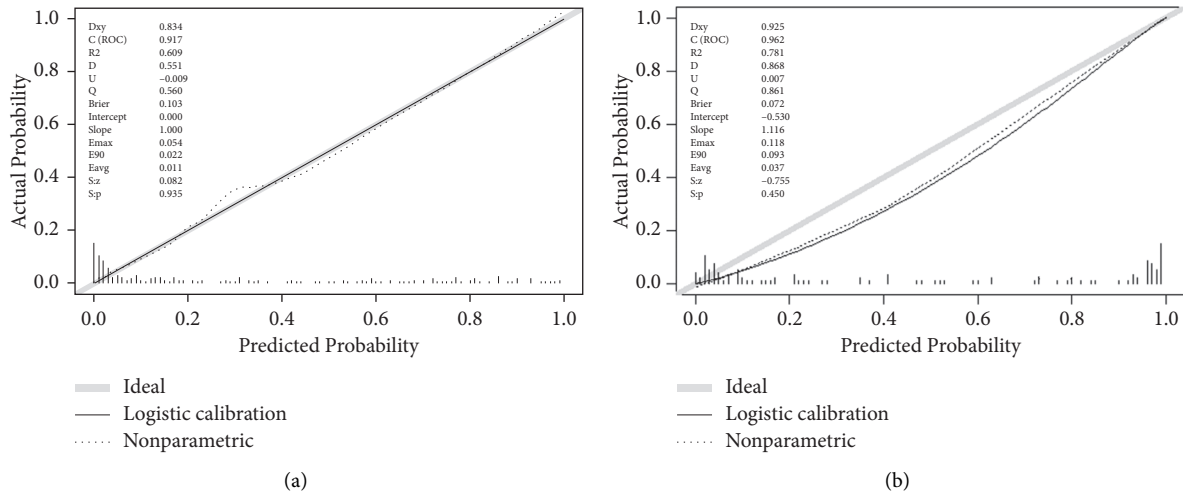 Actual Probability
1.0
0.8
0.6
0.4
0.2
0.0
Dxy 0.834
C (ROC) 0.917
R2 0.609
D 0.551
U −0.009
Q 0.560
Brier 0.103
Intercept 0.000
Slope 1.000
Emax 0.054
E90 0.022
Eavg 0.011
S:z 0.082
S:p 0.935
0.0 0.2 0.4 0.6 0.8 1.0
Predicted Probability
Ideal
Logistic calibration
Nonparametric
(a)
Actual Probability
1.0
0.8
0.6
0.4
0.2
0.0
Dxy 0.925
C (ROC) 0.962
R2 0.781
D 0.868
U 0.007
Q 0.861
Brier 0.072
Intercept −0.530
Slope 1.116
Emax 0.118
E90 0.093
Eavg 0.037
S:z −0.755
S:p 0.450
0.0 0.2 0.4 0.6 0.8 1.0
Predicted Probability
Ideal
Logistic calibration
Nonparametric
(b)